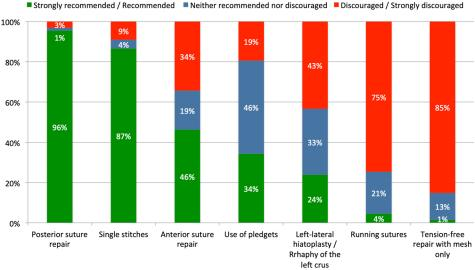 Strongly recommended / Recommended Neither recommended nor discouraged Discouraged / Strongly discouraged
100%
80%
60%
40%
20%
0%
3%
1%
96%
9%
4%
87%
34%
19%
46%
19%
46%
34%
43%
33%
24%
75%
21%
4%
85%
13%
1%
Posterior suture
repair
Single stitches
Anterior suture
repair
Use of pledgets
Left-lateral
hiatoplasty /
Rrhaphy of the
left crus
Running sutures
Tension-free
repair with mesh
only